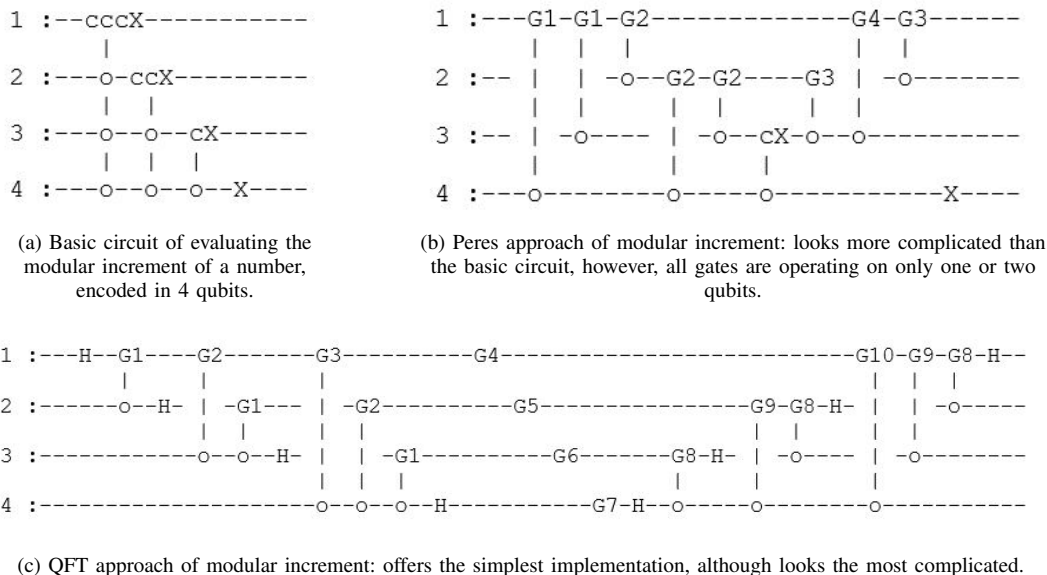 1 :--cccX------------
|
2 :---o-ccX----------
| |
3 :---o--o--cX------
| | |
4 :---o--o--o--X----
(a) Basic circuit of evaluating the
modular increment of a number,
encoded in 4 qubits.
1 :---G1-G1-G2-------------G4-G3------
| | | | |
2 :-- | | -o--G2-G2----G3 | -o-------
| | | | | |
3 :-- | -o---- | -o--cX-o--o----------
| | |
4 :---o---------o------o------------X----
(b) Peres approach of modular increment: looks more complicated than
the basic circuit, however, all gates are operating on only one or two
qubits.
1 :---H--G1----G2-------G3----------G4---------------------------G10-G9-G8-H--
| | | | | |
2 :------o--H- | -G1--- | -G2----------G5-----------------G9-G8-H- | | -o-----
| | | | | | | |
3 :------------o--o--H- | | -G1----------G6-------G8-H- | -o---- | -o--------
| | | | | |
4 :---------------------o--o--o--H-----------G7-H--o-----o--------o-----------
(c) QFT approach of modular increment: offers the simplest implementation, although looks the most complicated.